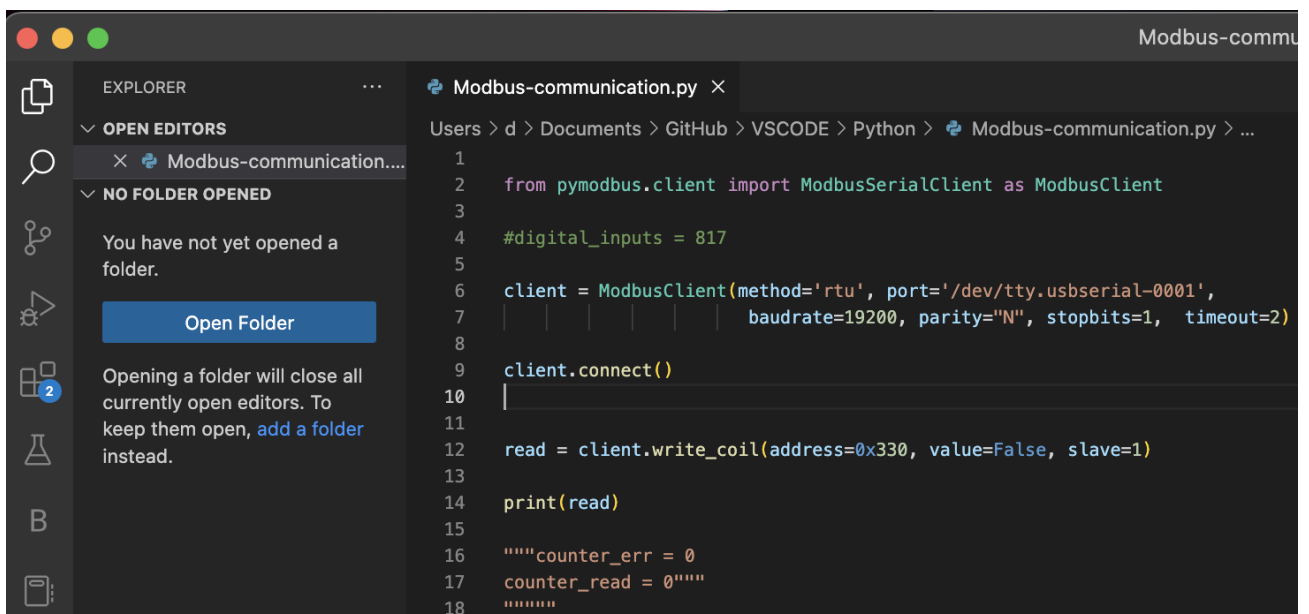 Modbus-commu
EXPLORER ...
OPEN EDITORS
Modbus-communication....
NO FOLDER OPENED
You have not yet opened a
folder.
Open Folder
Opening a folder will close all
currently open editors. To
keep them open, add a folder
instead.
2
B
Modbus-communication.py
Users > d > Documents > GitHub > VSCODE > Python > Modbus-communication.py > ...
1
2 from pymodbus.client import ModbusSerialClient as ModbusClient
3
4 #digital_inputs = 817
5
6 client = ModbusClient(method='rtu', port='/dev/tty.usbserial-0001',
7 baudrate=19200, parity="N", stopbits=1, timeout=2)
8
9 client.connect()
10
11
12 read = client.write_coil(address=0x330, value=False, slave=1)
13
14 print(read)
15
16 """counter_err = 0
17 counter_read = 0"""
18 """""